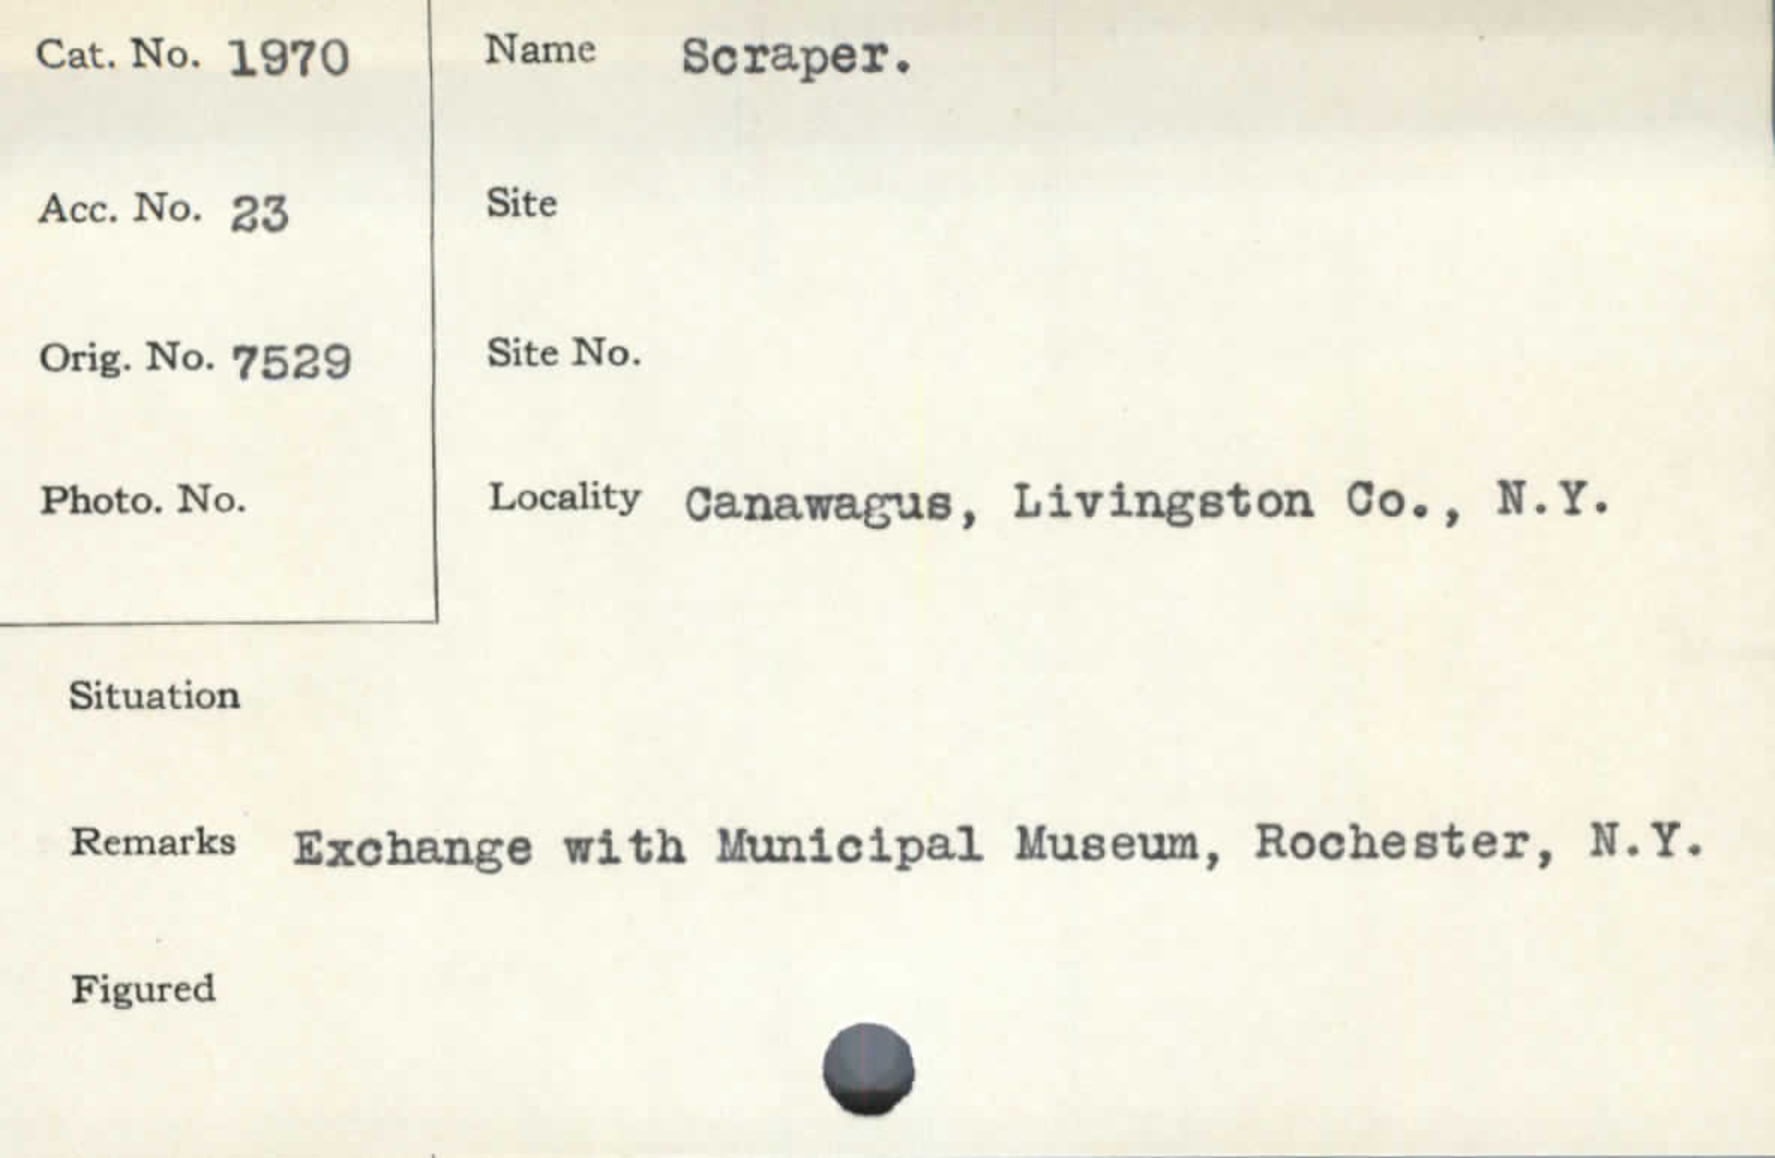 Cat. No. 1970
Name Scraper.
Acc. No. 23
Site
Orig. No. 7529
Site No.
Photo. No.
Locality Canawagus, Livingston Co., N.Y.
Situation
Remarks Exchange with Municipal Museum, Rochester, N.Y.
Figured